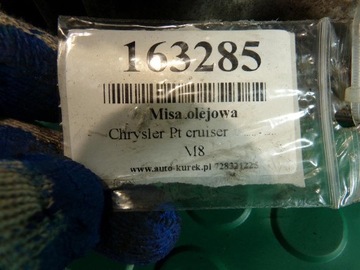 163285
Misa olejowa
Chrysler Pt cruiser
M8
www.auto-kurek.pl